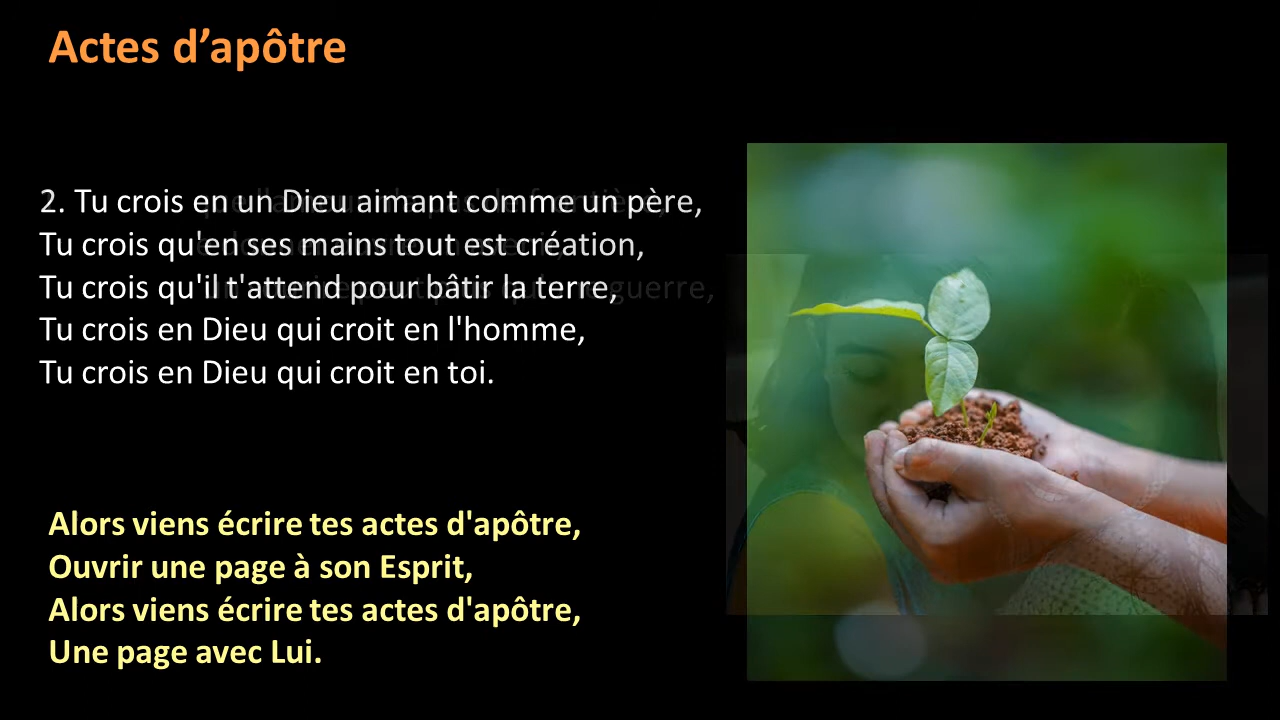 Actes d’apôtre
2. Tu crois en un Dieu aimant comme un père,
Tu crois qu'en ses mains tout est création,
Tu crois qu'il t'attend pour bâtir la terre,
Tu crois en Dieu qui croit en l'homme,
Tu crois en Dieu qui croit en toi.
Alors viens écrire tes actes d'apôtre,
Ouvrir une page à son Esprit,
Alors viens écrire tes actes d'apôtre,
Une page avec Lui.